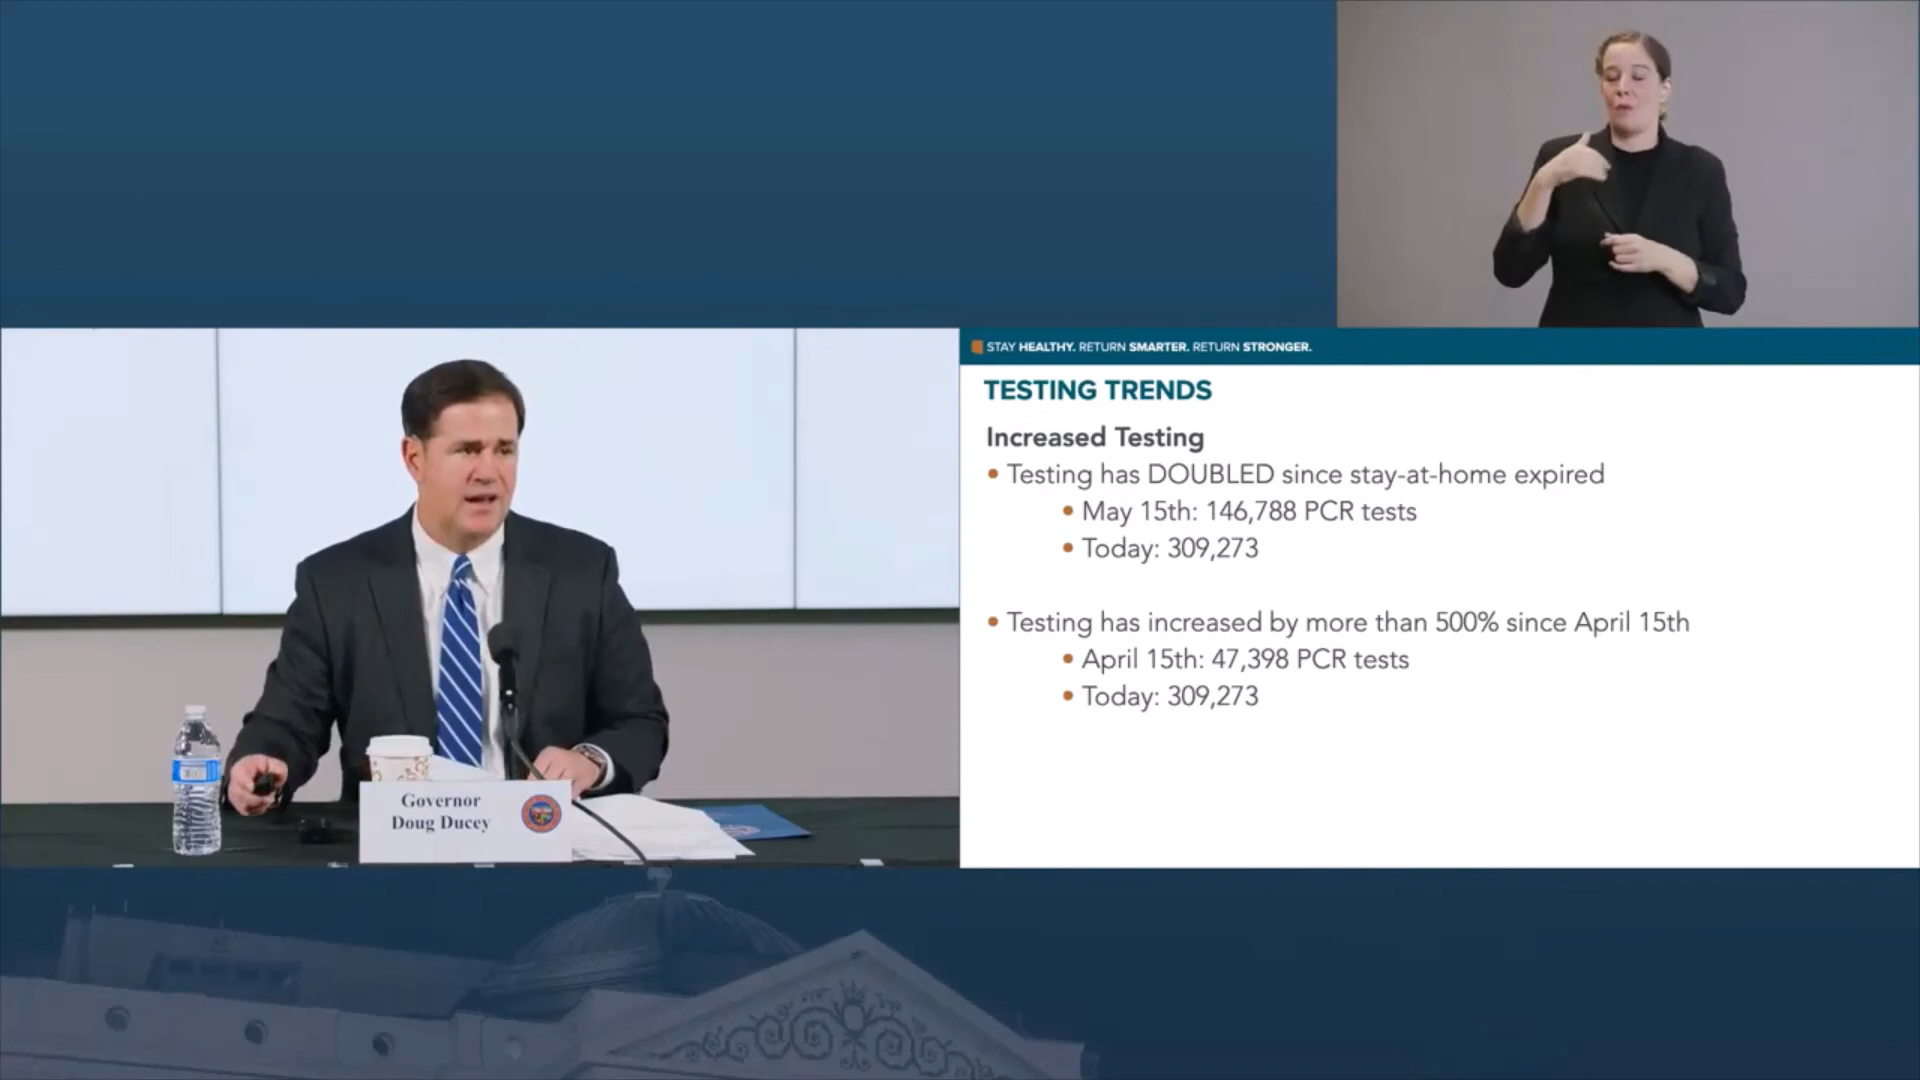 STAY HEALTHY. RETURN SMARTER. RETURN STRONGER.
TESTING TRENDS
Increased Testing
• Testing has DOUBLED since stay-at-home expired
• May 15th: 146,788 PCR tests
• Today: 309,273
• Testing has increased by more than 500% since April 15th
• April 15th: 47,398 PCR tests
• Today: 309,273
Governor
Doug Ducey